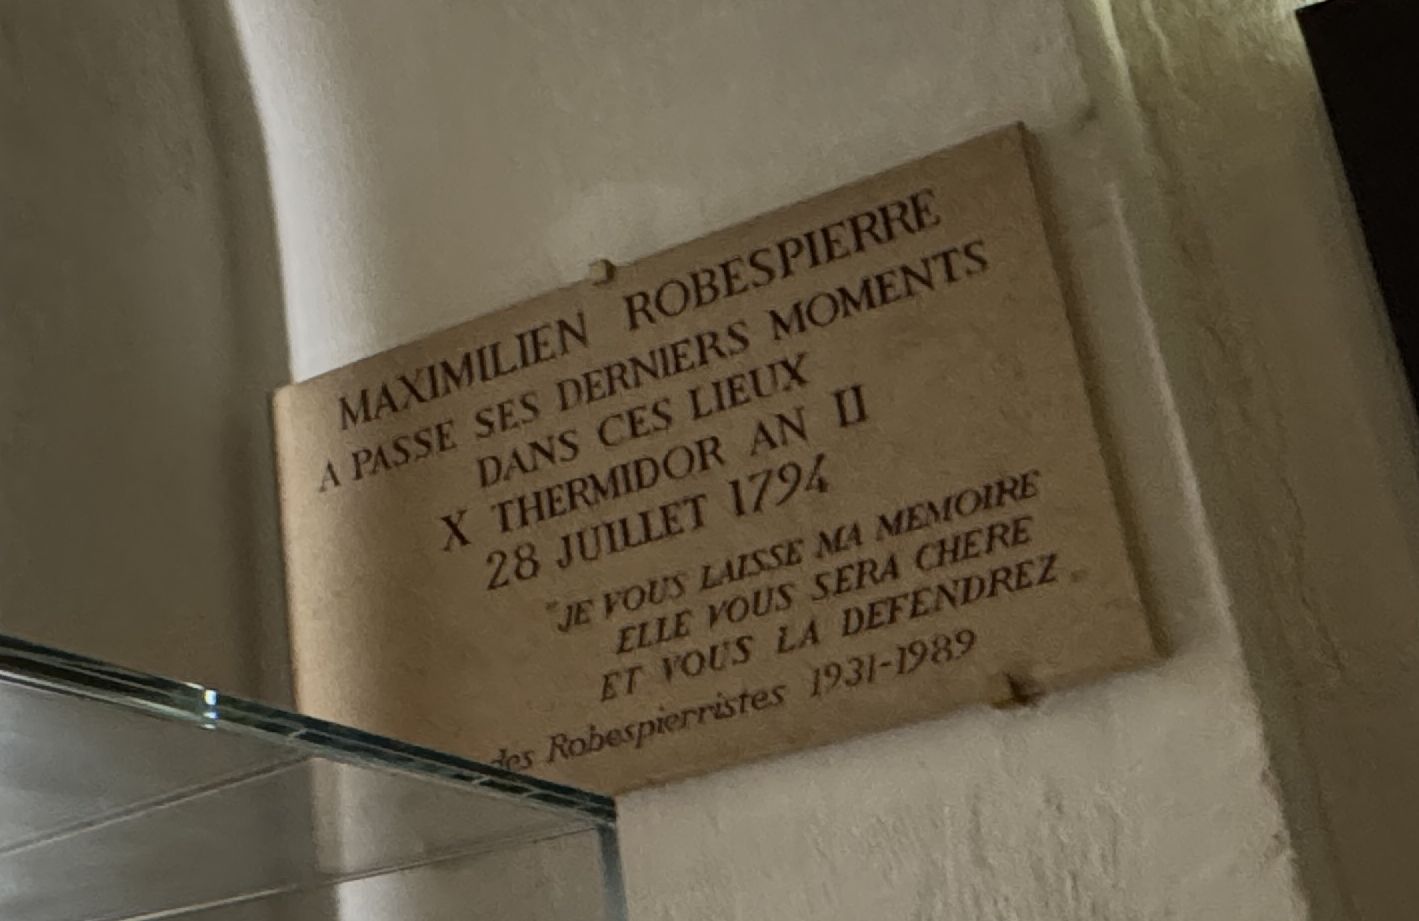 MAXIMILIEN ROBESPIERRE
A PASSE SES DERNIERS MOMENTS
DANS CES LIEUX
X THERMIDOR AN II
28 JUILLET 1794
"JE VOUS LAISSE MA MEMOIRE
ELLE VOUS SERA CHERE
ET VOUS LA DEFENDREZ"
des Robespierristes 1931-1989